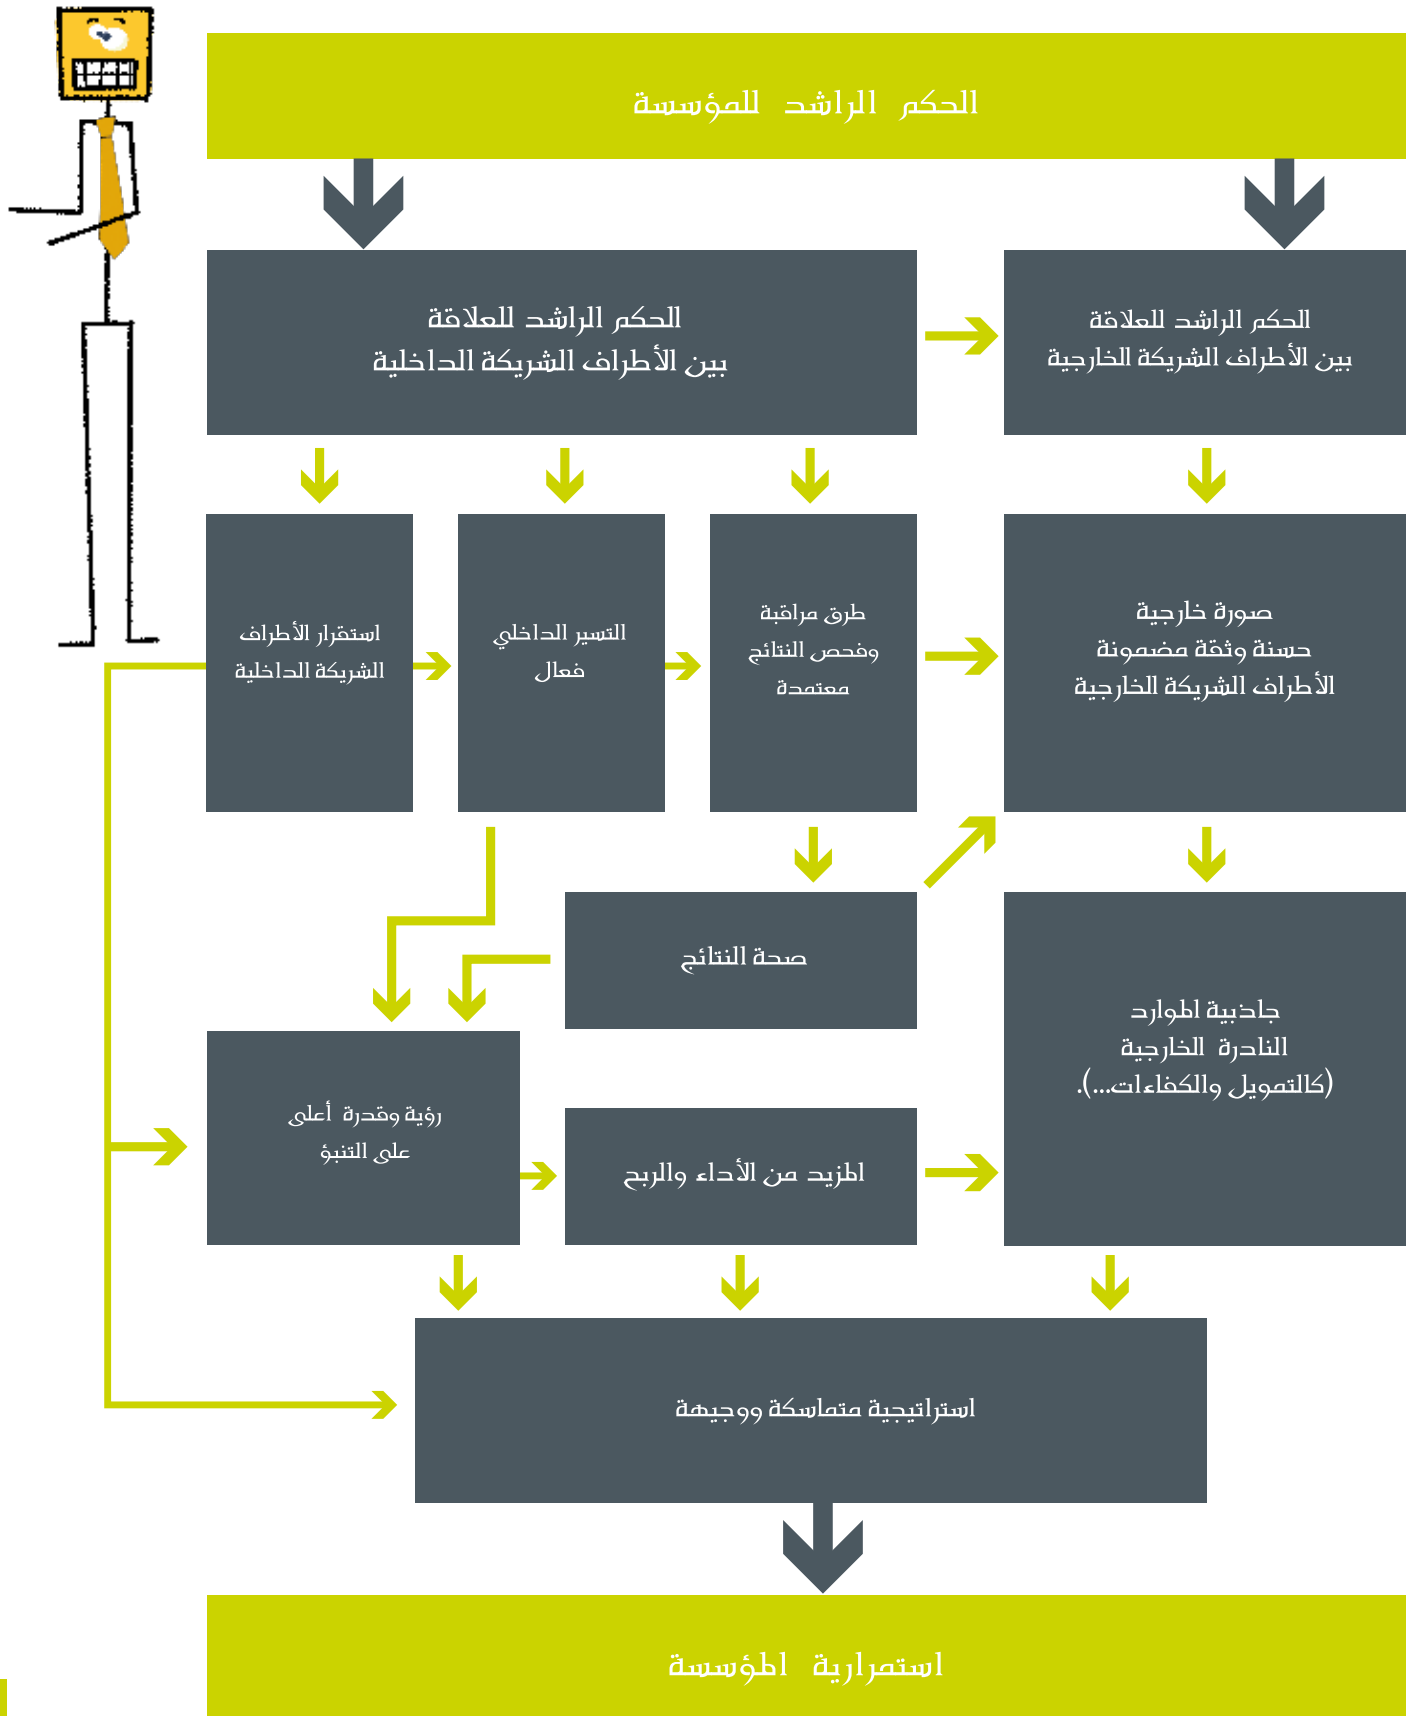 الحكم الراشد للمؤسسة
الحكم الراشد للعلاقة
بين الأطراف الشريكة الخارجية
الحكم الراشد للعلاقة
بين الأطراف الشريكة الداخلية
صورة خارجية
حسنة وثقة مضمونة
الأطراف الشريكة الخارجية
طرق مراقبة
وفحص النتائج
معتمدة
التسير الداخلي
فعال
استقرار الأطراف
الشريكة الداخلية
صحة النتائج
جاذبية الموارد
النادرة الخارجية
(كالتمويل والكفاءات...).
رؤية وقدرة أعلى
على التنبؤ
المزيد من الأداء والربح
استراتيجية متماسكة ووجيهة
استمرارية المؤسسة